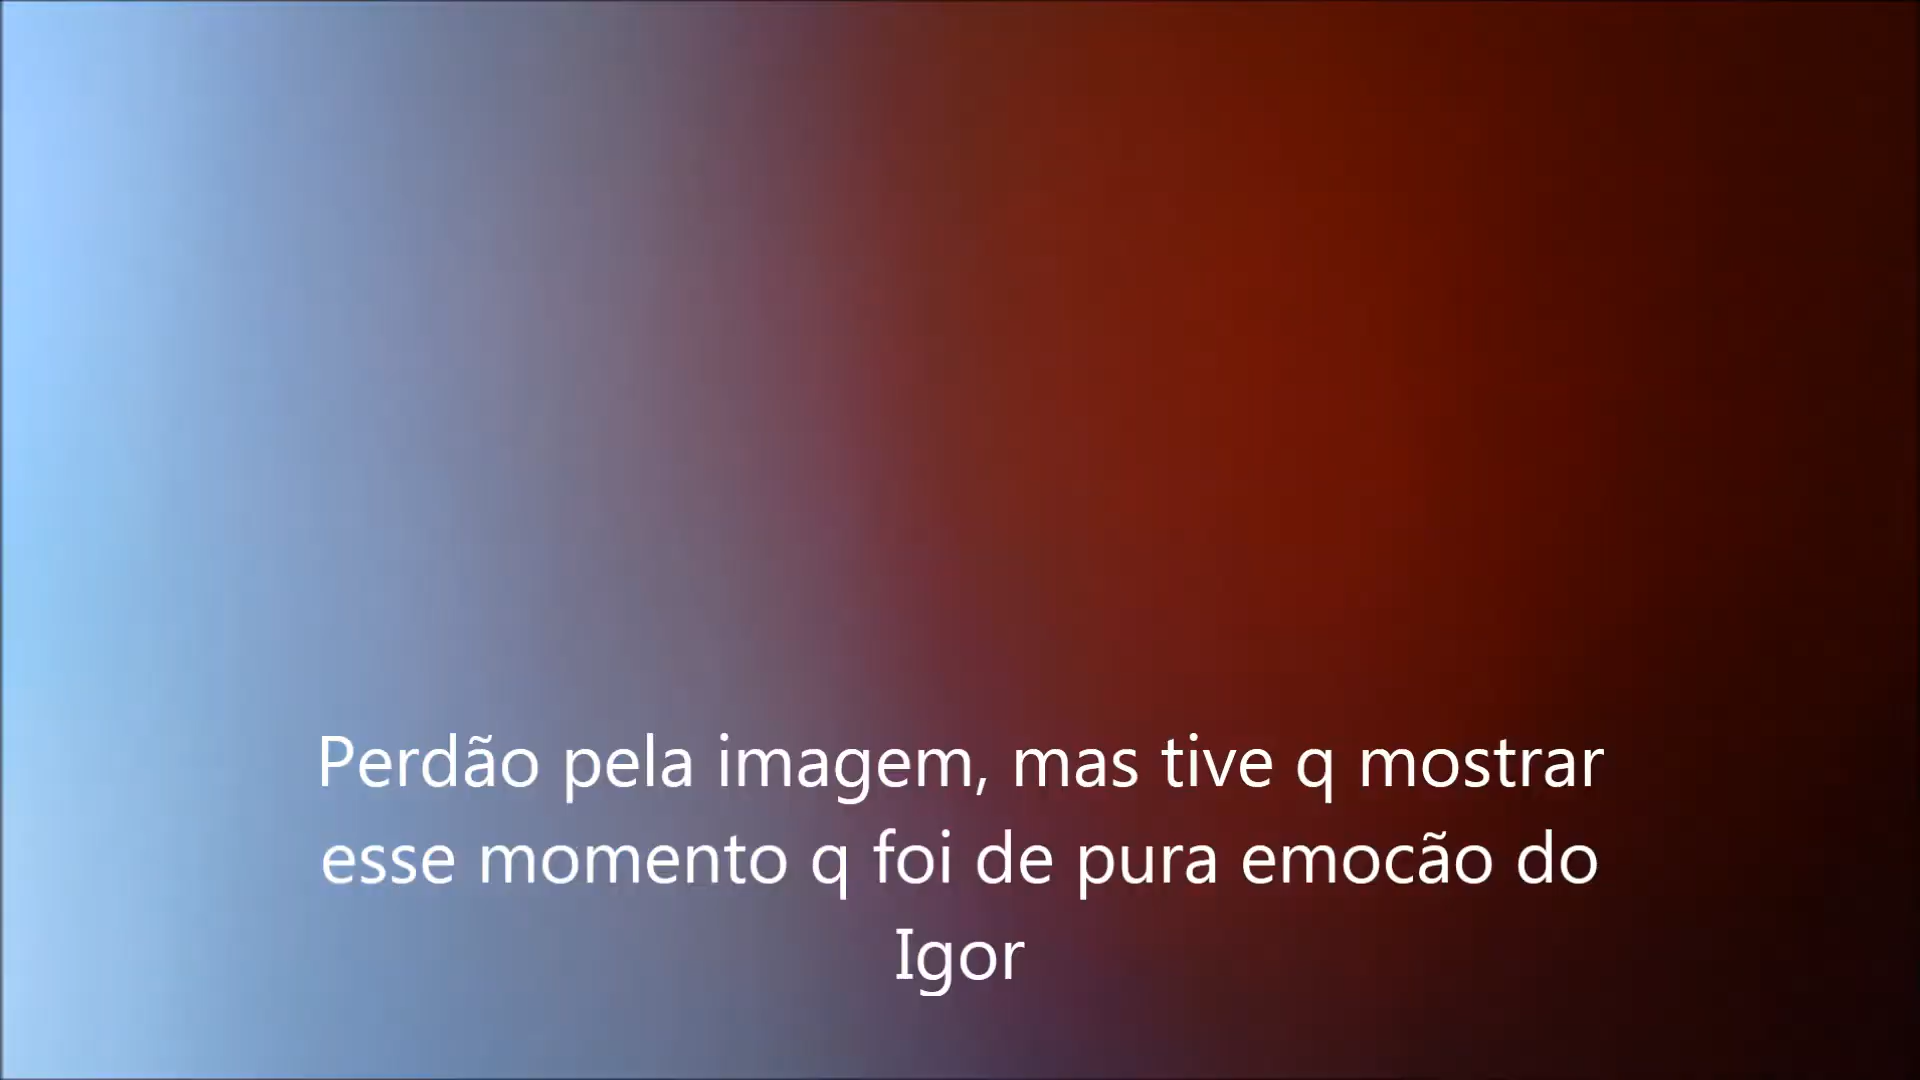 Perdão pela imagem, mas tive q mostrar
esse momento q foi de pura emocão do
Igor